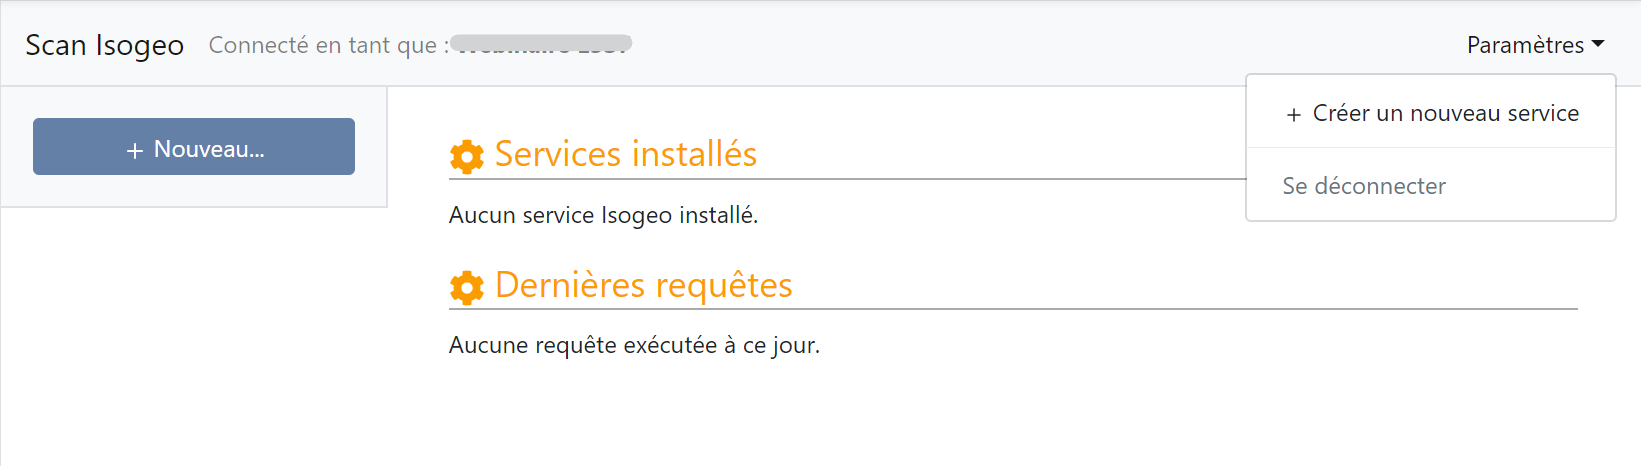 Scan Isogeo Connecté en tant que : Paramètres
+ Créer un nouveau service
Se déconnecter
+ Nouveau...
Services installés
Aucun service Isogeo installé.
Dernières requêtes
Aucune requête exécutée à ce jour.